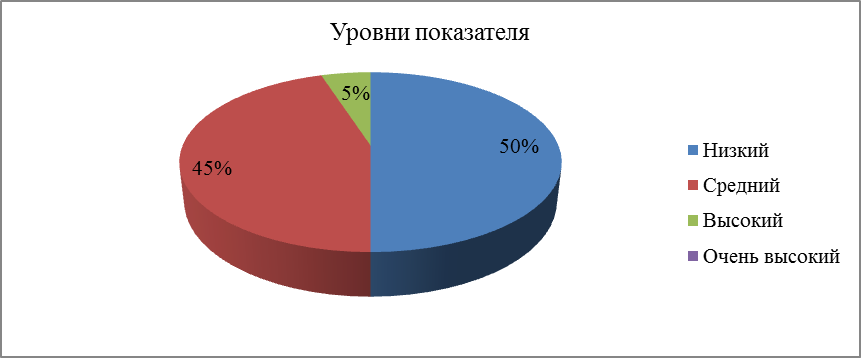 Уровни показателя
5%
50%
45%
Низкий
Средний
Высокий
Очень высокий